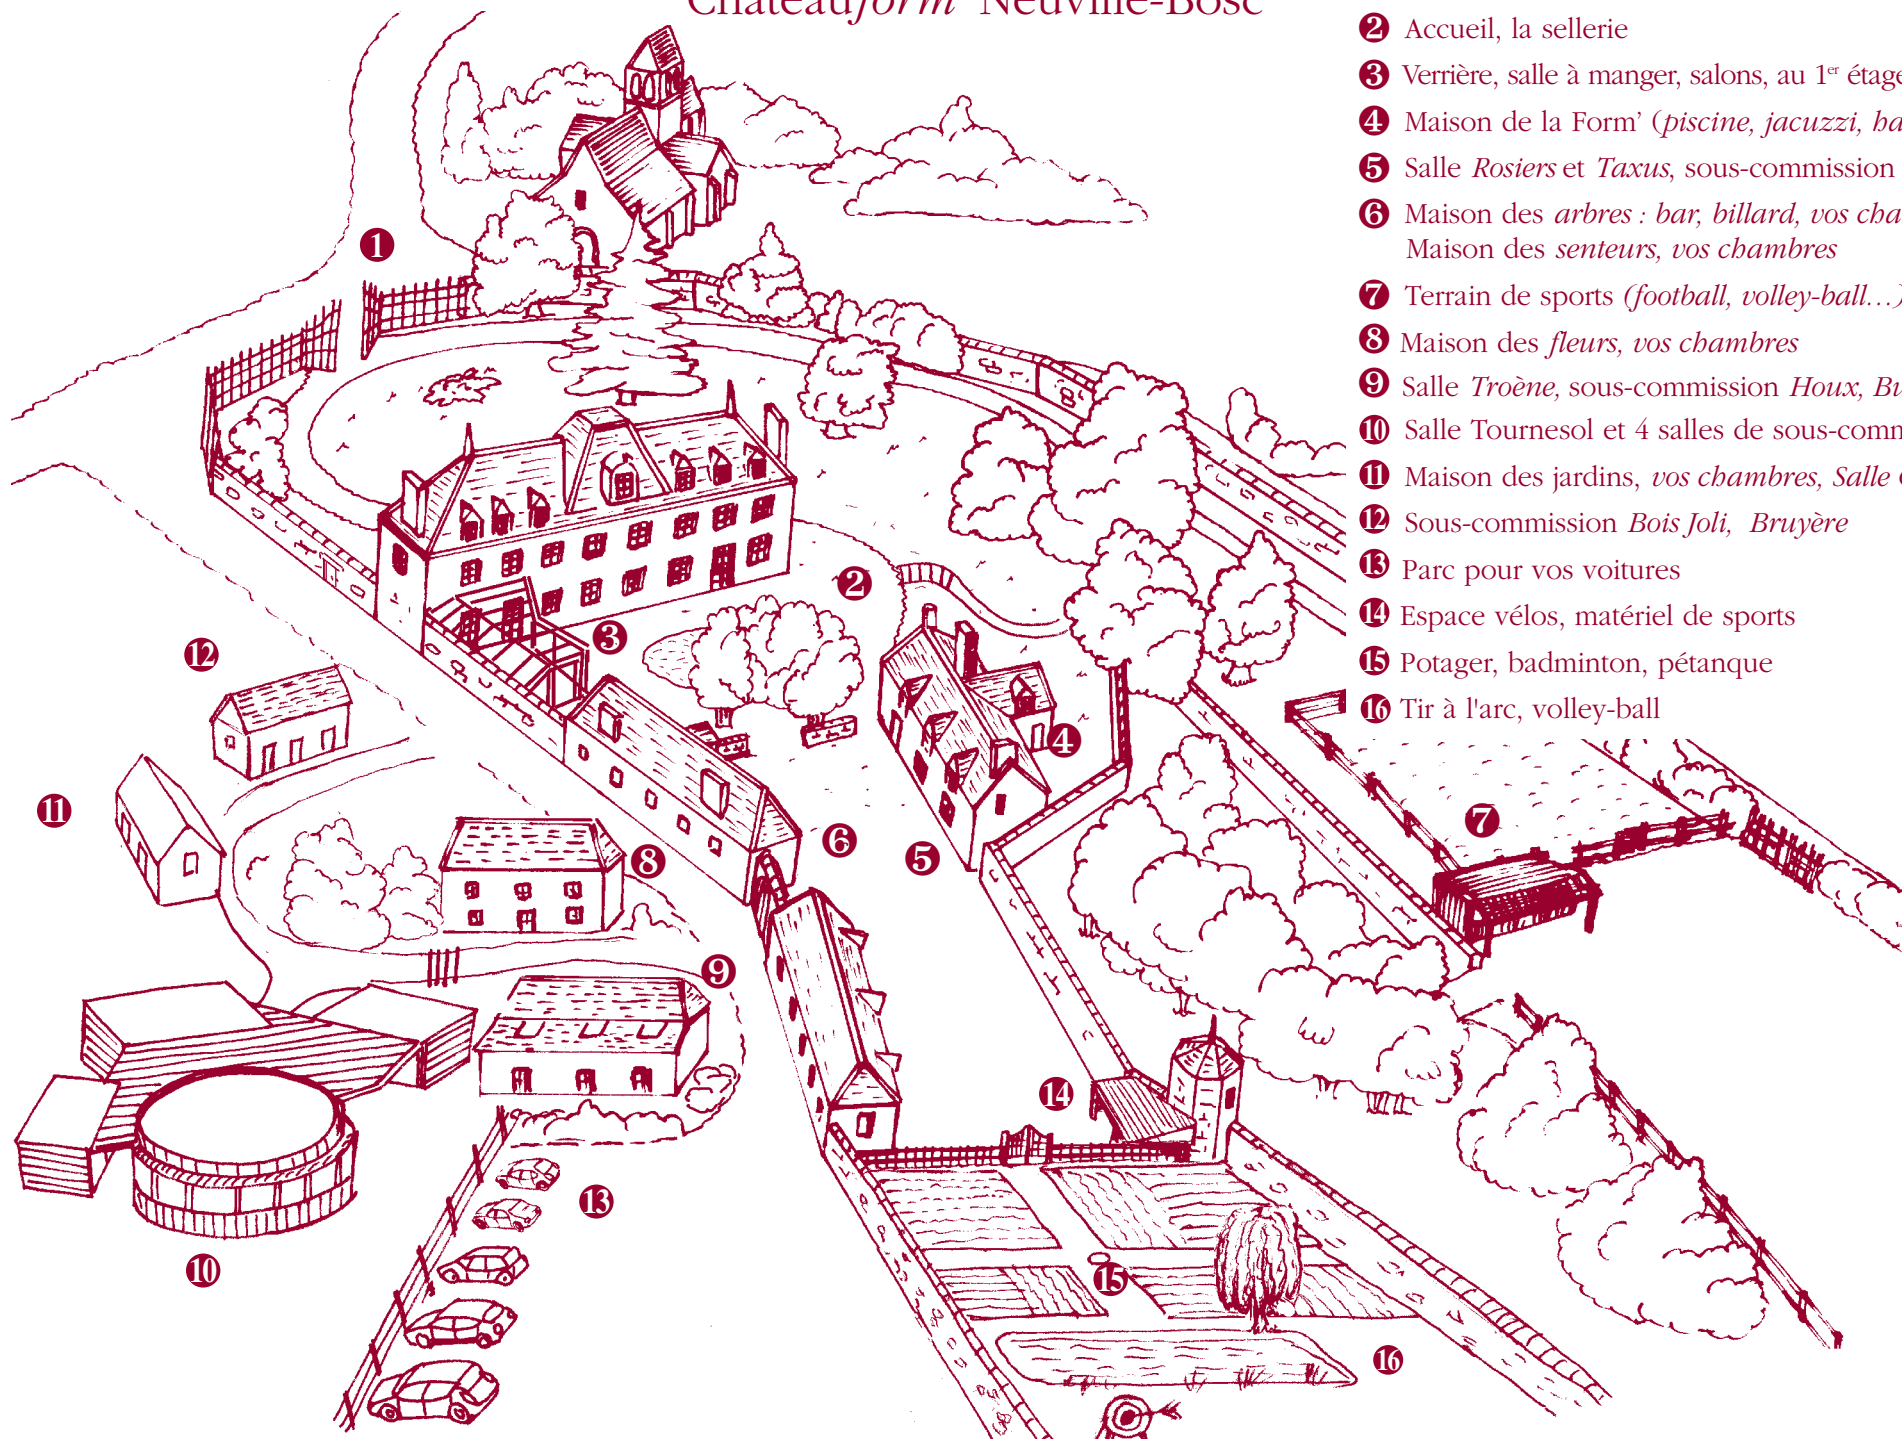 Châteauform' Neuville-Bosc
2 Accueil, la sellerie
3 Verrière, salle à manger, salons, au 1er étage
4 Maison de la Form' (piscine, jacuzzi,
5 Salle Rosiers et Taxus, sous-commission
6 Maison des arbres : bar, billard, vos
Maison des senteurs, vos chambres
7 Terrain de sports (football, volley-ball...)
8 Maison des fleurs, vos chambres
9 Salle Troène, sous-commission Houx,
10 Salle Tournesol et 4 salles de
11 Maison des jardins, vos chambres, Salle
12 Sous-commission Bois Joli, Bruyère
13 Parc pour vos voitures
14 Espace vélos, matériel de sports
15 Potager, badminton, pétanque
16 Tir à l'arc, volley-ball
1
2
3
12
4
11
7
6
8
5
9
14
13
10
15
16